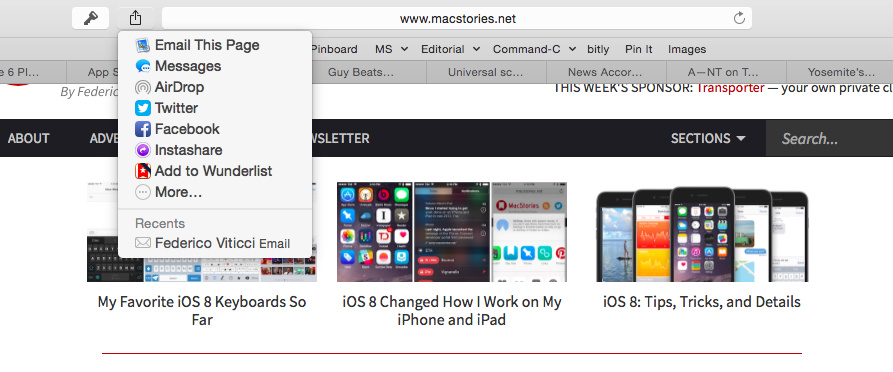 www.macstories.net
Pinboard MS Editorial Command-C bitly Pin It Images
e 6 Pl… App S Guy Beats… Universal sc… News Accor… A—NT on T… Yosemite's…
Email This Page
Messages
AirDrop
Twitter
Facebook
Instashare
Add to Wunderlist
More…
Recents
Federico Viticci Email
By Federic
THIS WEEK'S SPONSOR: Transporter — your own private cl
ABOUT ADVE WSLETTER SECTIONS Search...
MacStories
My Favorite iOS 8 Keyboards So
Far
iOS 8 Changed How I Work on My
iPhone and iPad
iOS 8: Tips, Tricks, and Details